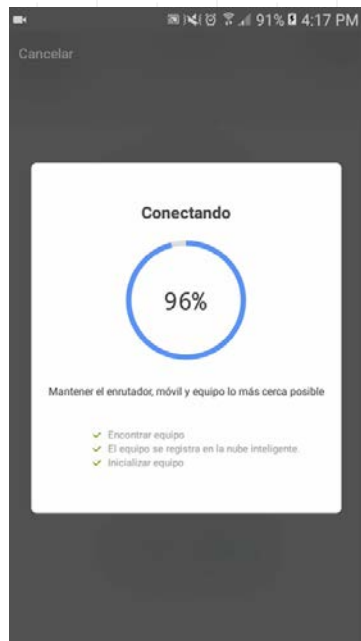 91% 4:17 PM
Cancelar
Conectando
96%
Mantener el enrutador, móvil y equipo lo más cerca posible
Encontrar equipo
El equipo se registra en la nube inteligente.
Inicializar equipo